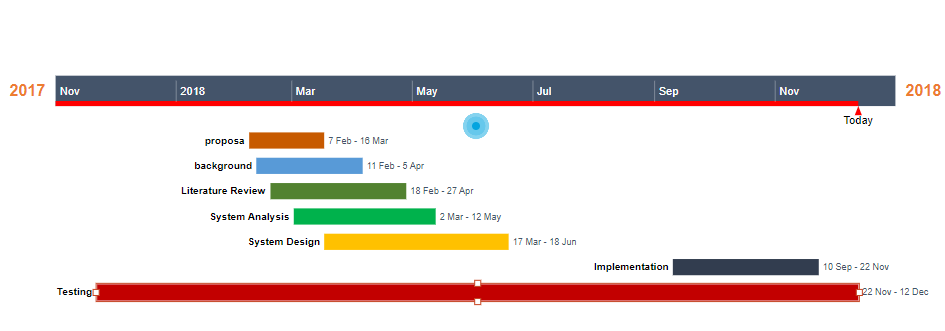 2017 Nov 2018 Mar May Jul Sep Nov 2018
Today
proposa 7 Feb - 16 Mar
background 11 Feb - 5 Apr
Literature Review 18 Feb - 27 Apr
System Analysis 2 Mar - 12 May
System Design 17 Mar - 18 Jun
Implementation 10 Sep - 22 Nov
Testing 22 Nov - 12 Dec